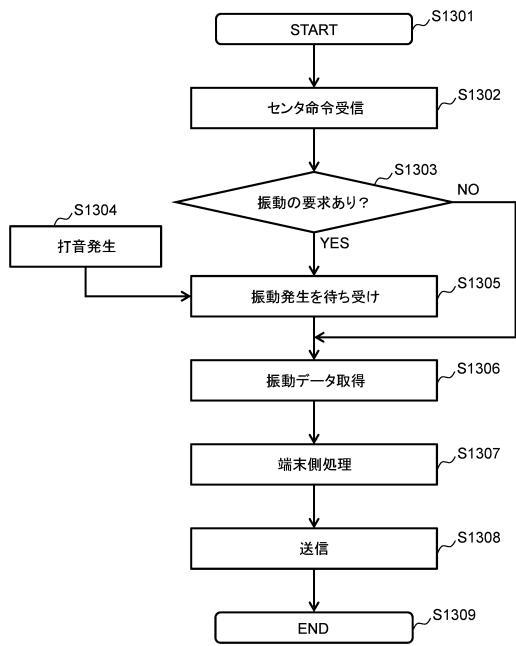 START
S1301
センタ命令受信
S1302
振動の要求あり？
S1303
NO
YES
S1304
打音発生
振動発生を待ち受け
S1305
振動データ取得
S1306
端末側処理
S1307
送信
S1308
END
S1309